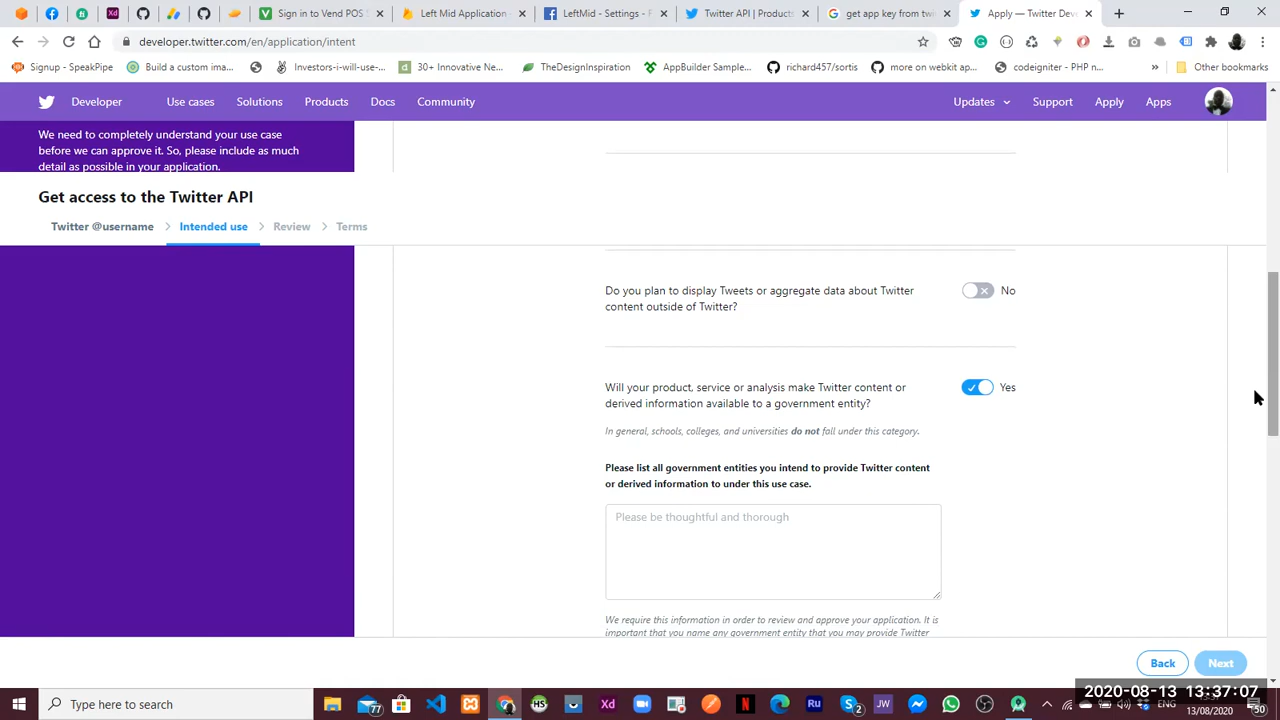 Sign in to Vend POS S
Left Mid Application -
LeftMid - Settings - F
Twitter API | Products
get app key from tw
Apply — Twitter Dev
developer.twitter.com/en/application/intent
Signup - SpeakPipe
Build a custom ima...
Investors-i-will-use-...
30+ Innovative Ne...
TheDesignInspiration
AppBuilder Sample...
richard457/sortis
more on webkit ap...
codeigniter - PHP n...
»
Other bookmarks
Developer
Use cases
Solutions
Products
Docs
Community
Updates
Support
Apply
Apps
We need to completely understand your use case
before we can approve it. So, please include as much
detail as possible in your application.
Get access to the Twitter API
Twitter @username
Intended use
Review
Terms
Do you plan to display Tweets or aggregate data about Twitter
content outside of Twitter?
No
Will your product, service or analysis make Twitter content or
derived information available to a government entity?
Yes
In general, schools, colleges, and universities do not fall under this category.
Please list all government entities you intend to provide Twitter content
or derived information to under this use case.
Please be thoughtful and thorough
We require this information in order to review and approve your application. It is
important that you name any government entity that you may provide Twitter
Back
Next
Type here to search
ENG
2020-08-13 13:37:07
13/08/2020